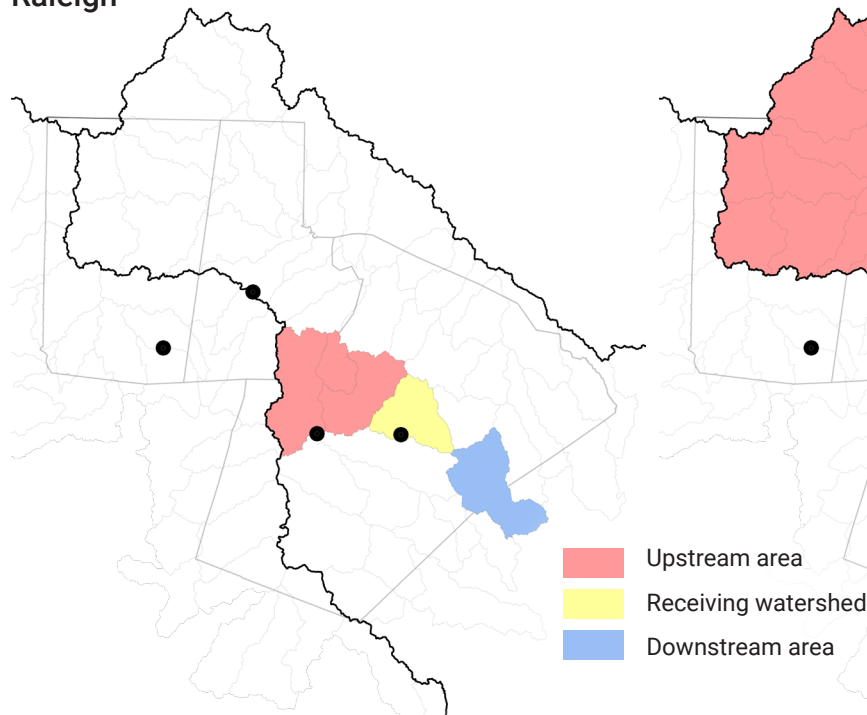 Raleigh
Upstream area
Receiving watershed
Downstream area